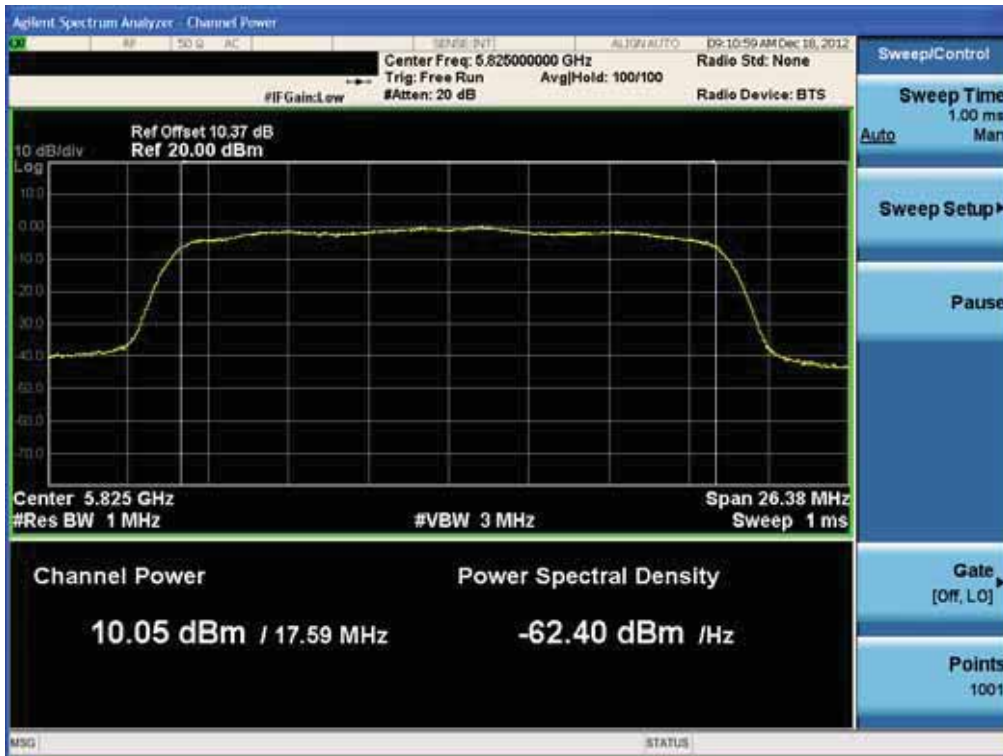 Agilent Spectrum Analyzer - Channel Power
RF 50 Ω AC SENSE:INT ALIGN AUTO 09:10:59 AM Dec 18, 2012
Center Freq: 5.825000000 GHz Radio Std: None
Trig: Free Run Avg|Hold: 100/100
#IFGain:Low #Atten: 20 dB Radio Device: BTS
Ref Offset 10.37 dB
10 dB/div Ref 20.00 dBm
Log
10.0
0.00
-10.0
-20.0
-30.0
-40.0
-50.0
-60.0
-70.0
Center 5.825 GHz Span 26.38 MHz
#Res BW 1 MHz #VBW 3 MHz Sweep 1 ms
Channel Power Power Spectral Density
10.05 dBm / 17.59 MHz -62.40 dBm /Hz
MSG STATUS
Sweep/Control
Sweep Time
1.00 ms
Auto Man
Sweep Setup
Pause
Gate
[Off, LO]
Points
1001